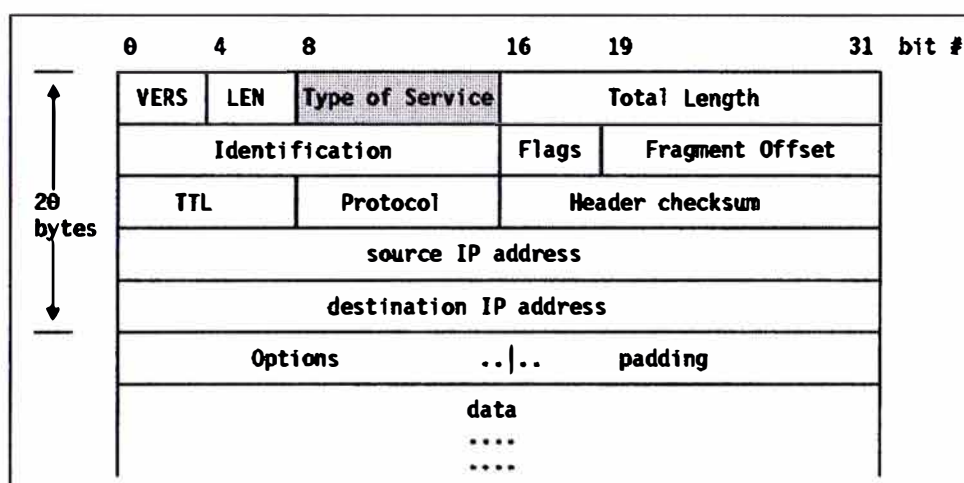 0 4 8 16 19 31 bit #
VERS LEN Type of Service Total Length
Identification Flags Fragment Offset
20 TTL Protocol Header checksum
bytes
source IP address
destination IP address
Options ..|.. padding
data
....
....